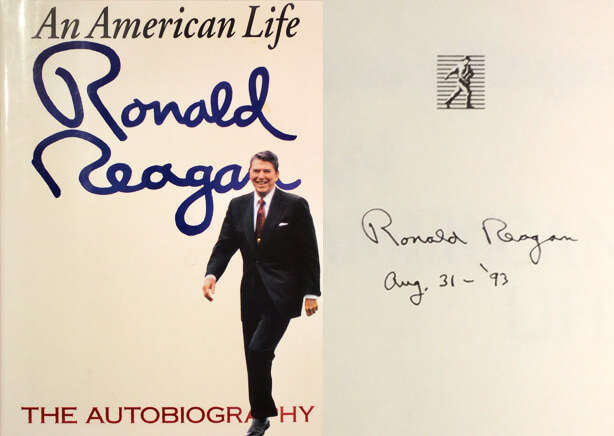 An American Life
Ronald
Reagan
THE AUTOBIOGRAPHY
Ronald Reagan
Aug. 31 - '93